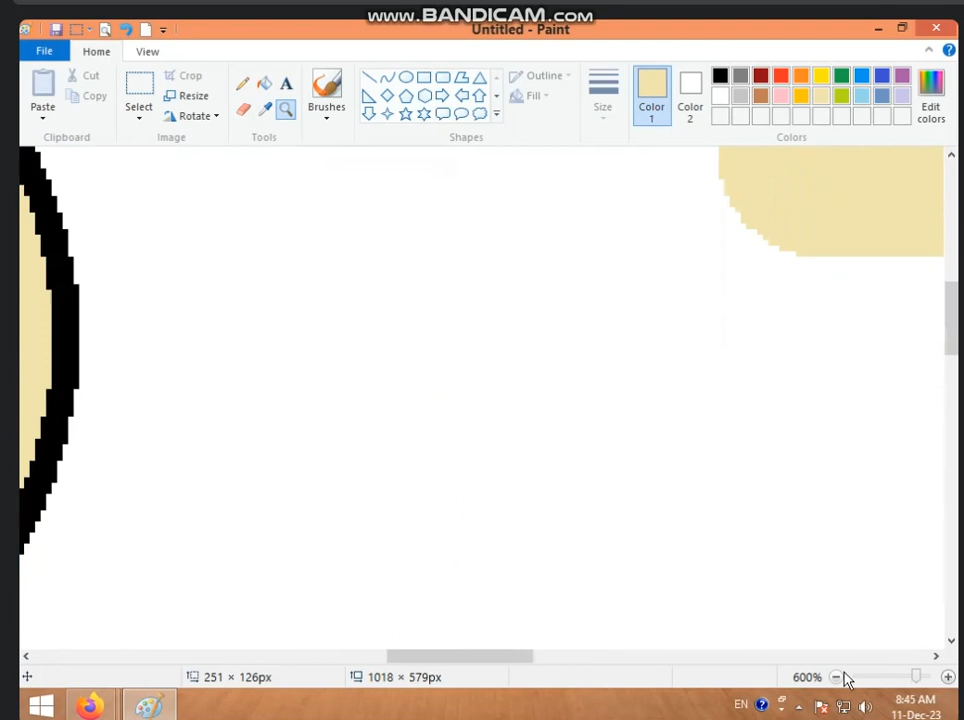 www.BANDICAM.com
Untitled - Paint
File Home View
Cut
Copy
Paste
Clipboard
Crop
Resize
Rotate
Select
Image
A
Tools
Brushes
Outline
Fill
Shapes
Size
Color 1
Color 2
Edit colors
Colors
251 × 126px
1018 × 579px
600%
EN
8:45 AM
11-Dec-23